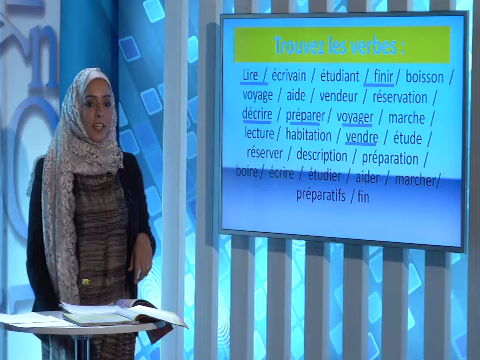 Trouvez les verbes :
Lire / écrivain / étudiant / finir / boisson /
voyage / aide / vendeur / réservation /
décrire / préparer / voyager / marche /
lecture / habitation / vendre / étude /
réserver / description / préparation /
boire / écrire / étudier / aider / marcher /
préparatifs / fin